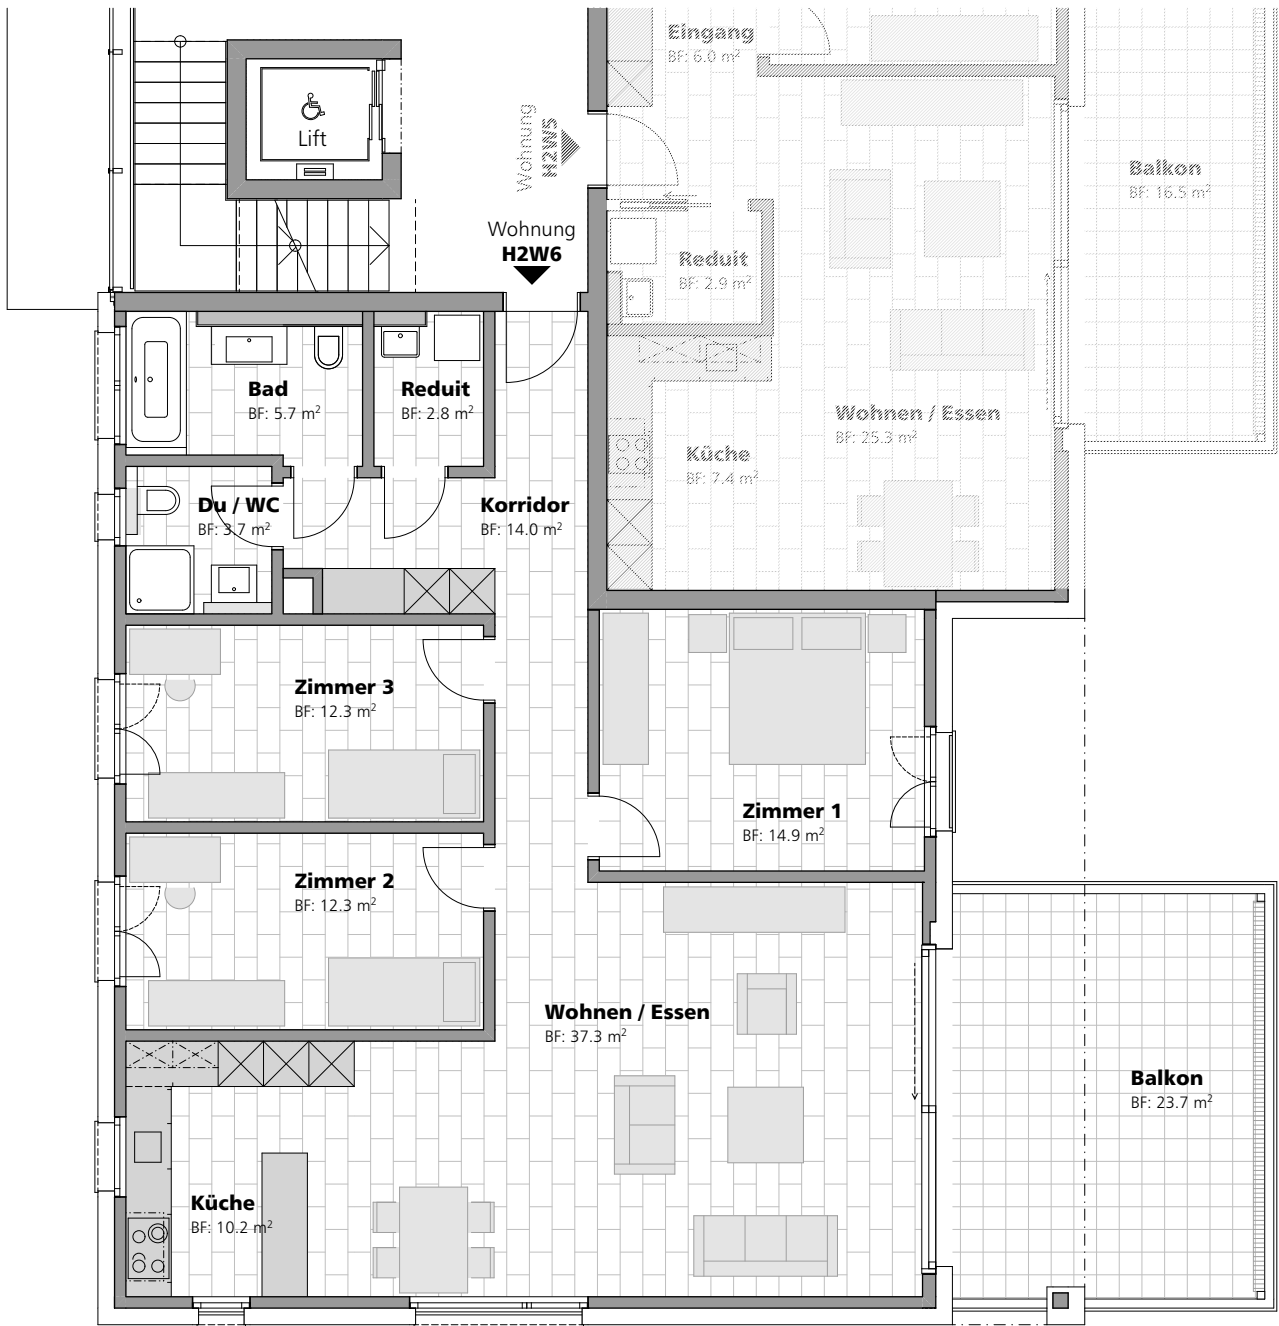 Eingang
BF: 6.0 m²
Lift
Wohnung
H2W5
Balkon
BF: 16.5 m²
Wohnung
H2W6
Reduit
BF: 2.9 m²
Bad
BF: 5.7 m²
Reduit
BF: 2.8 m²
Wohnen / Essen
BF: 25.3 m²
Küche
BF: 7.4 m²
Du / WC
BF: 3.7 m²
Korridor
BF: 14.0 m²
Zimmer 3
BF: 12.3 m²
Zimmer 1
BF: 14.9 m²
Zimmer 2
BF: 12.3 m²
Wohnen / Essen
BF: 37.3 m²
Balkon
BF: 23.7 m²
Küche
BF: 10.2 m²